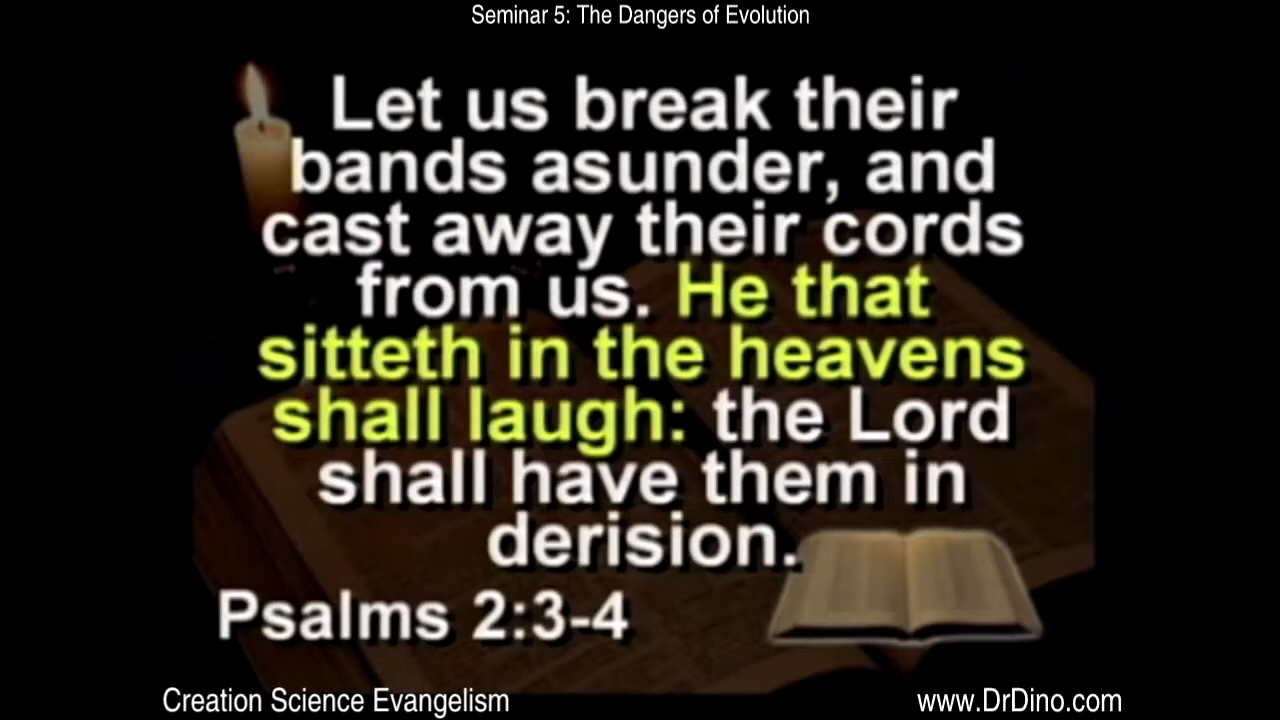 Seminar 5: The Dangers of Evolution
Let us break their
bands asunder, and
cast away their cords
from us. He that
sitteth in the heavens
shall laugh: the Lord
shall have them in
derision.
Psalms 2:3-4
Creation Science Evangelism
www.DrDino.com